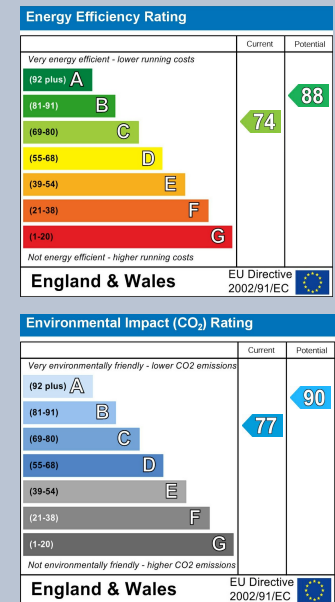 Energy Efficiency Rating
Current Potential
Very energy efficient - lower running costs
(92 plus) A
(81-91) B
(69-80) C
(55-68) D
(39-54) E
(21-38) F
(1-20) G
74
88
Not energy efficient - higher running costs
England & Wales
EU Directive
2002/91/EC
Environmental Impact (CO₂) Rating
Current Potential
Very environmentally friendly - lower CO2 emissions
(92 plus) A
(81-91) B
(69-80) C
(55-68) D
(39-54) E
(21-38) F
(1-20) G
77
90
Not environmentally friendly - higher CO2 emissions
England & Wales
EU Directive
2002/91/EC